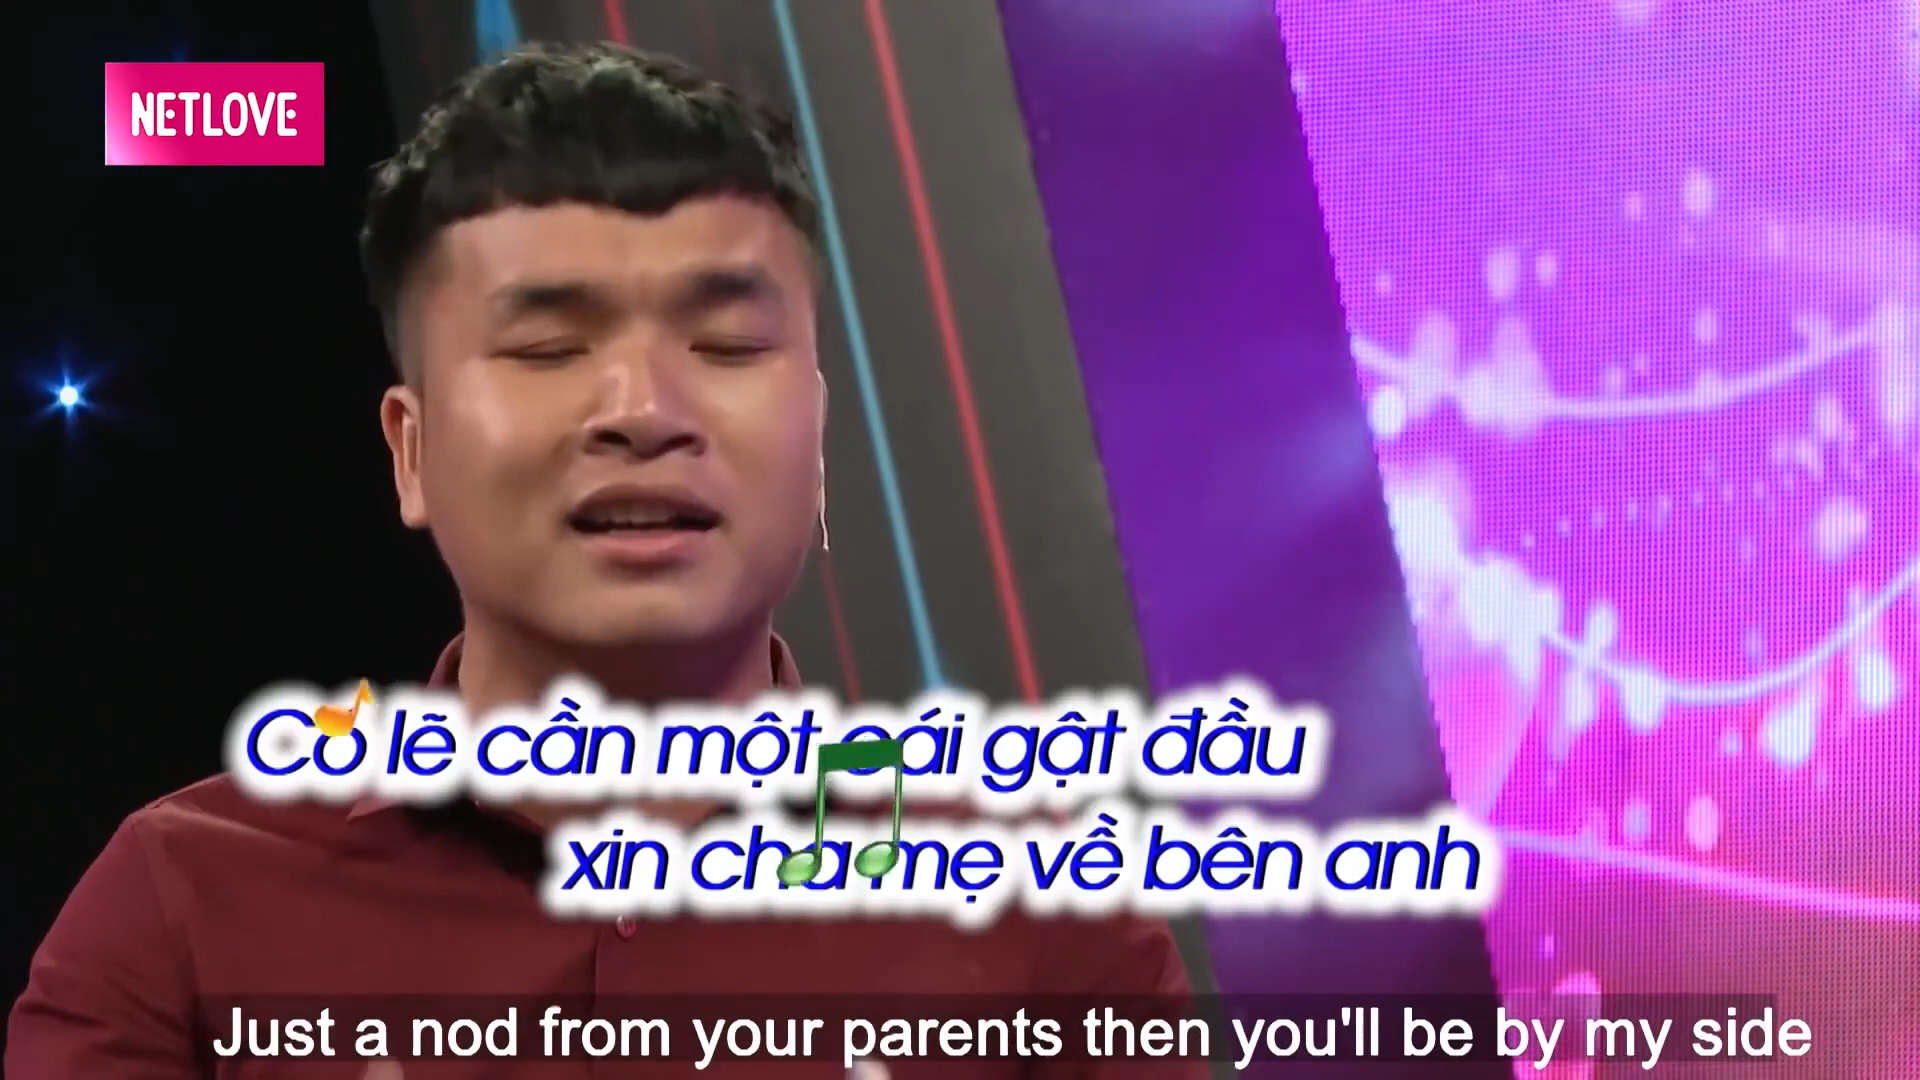 NETLOVE
Có lẽ cần một cái gật đầu
xin cha mẹ về bên anh
Just a nod from your parents then you'll be by my side